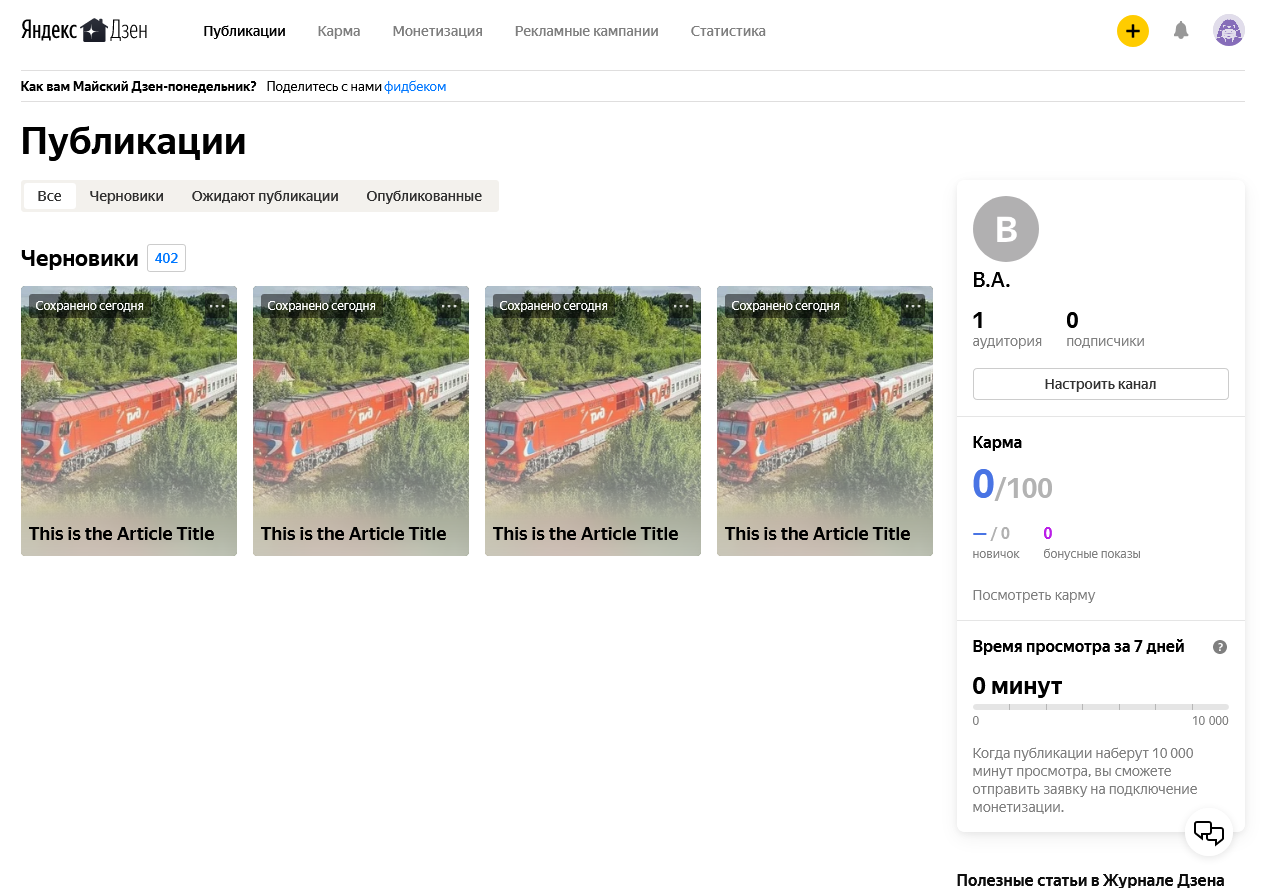 Яндекс Дзен
Публикации Карма Монетизация Рекламные кампании Статистика
Как вам Майский Дзен-понедельник? Поделитесь с нами фидбеком
Публикации
Все Черновики Ожидают публикации Опубликованные
Черновики 402
Сохранено сегодня
РЖД
This is the Article Title
Сохранено сегодня
РЖД
This is the Article Title
Сохранено сегодня
РЖД
This is the Article Title
Сохранено сегодня
РЖД
This is the Article Title
В
В.А.
1 0
аудитория подписчики
Настроить канал
Карма
0/100
— / 0 0
новичок бонусные показы
Посмотреть карму
Время просмотра за 7 дней ?
0 минут
0 10 000
Когда публикации наберут 10 000
минут просмотра, вы сможете
отправить заявку на подключение
монетизации.
Полезные статьи в Журнале Дзена